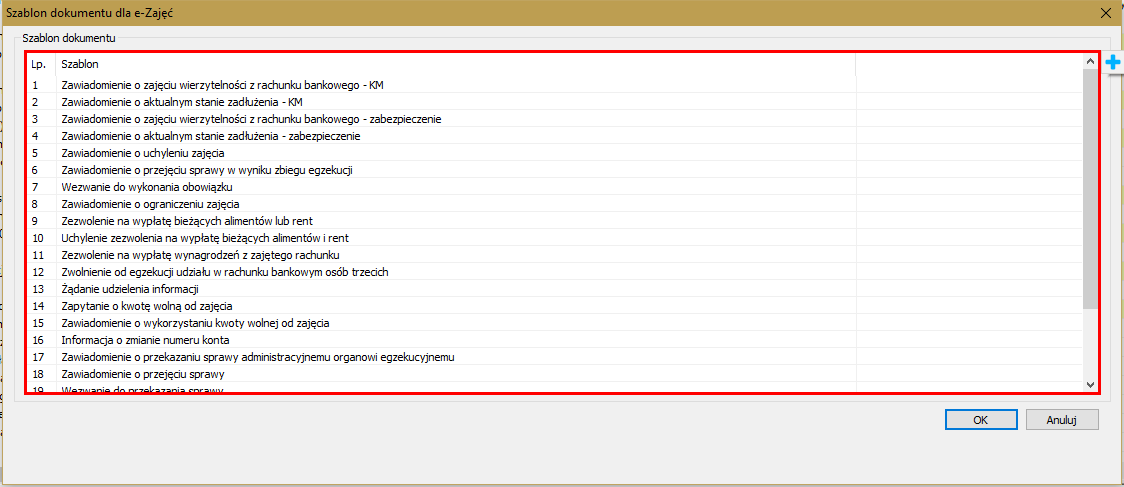 Szablon dokumentu dla e-Zajęć
Szablon dokumentu
Lp. Szablon
1 Zawiadomienie o zajęciu wierzytelności z rachunku bankowego - KM
2 Zawiadomienie o aktualnym stanie zadłużenia - KM
3 Zawiadomienie o zajęciu wierzytelności z rachunku bankowego - zabezpieczenie
4 Zawiadomienie o aktualnym stanie zadłużenia - zabezpieczenie
5 Zawiadomienie o uchyleniu zajęcia
6 Zawiadomienie o przejęciu sprawy w wyniku zbiegu egzekucji
7 Wezwanie do wykonania obowiązku
8 Zawiadomienie o ograniczeniu zajęcia
9 Zezwolenie na wypłatę bieżących alimentów lub rent
10 Uchylenie zezwolenia na wypłatę bieżących alimentów i rent
11 Zezwolenie na wypłatę wynagrodzeń z zajętego rachunku
12 Zwolnienie od egzekucji udziału w rachunku bankowym osób trzecich
13 Żądanie udzielenia informacji
14 Zapytanie o kwotę wolną od zajęcia
15 Zawiadomienie o wykorzystaniu kwoty wolnej od zajęcia
16 Informacja o zmianie numeru konta
17 Zawiadomienie o przekazaniu sprawy administracyjnemu organowi egzekucyjnemu
18 Zawiadomienie o przejęciu sprawy
19 Wezwanie do przekazania sprawy
OK Anuluj